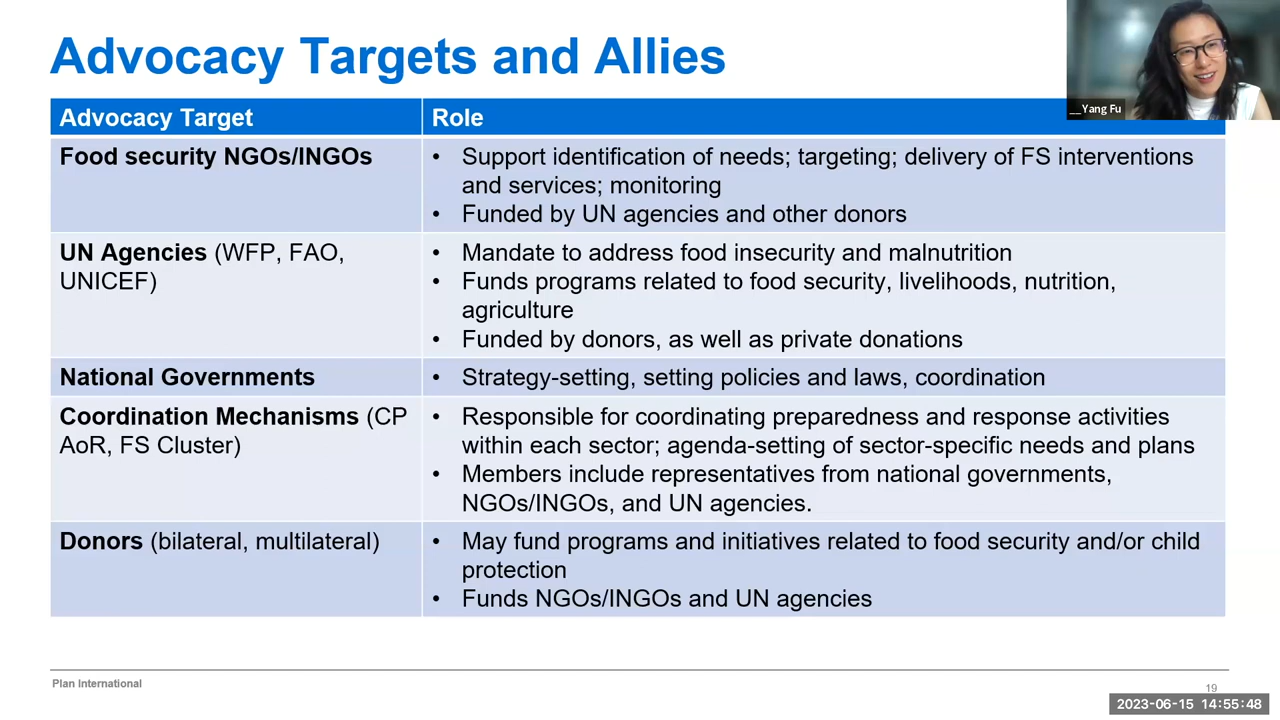 Advocacy Targets and Allies
__Yang Fu
Advocacy Target
Role
Food security NGOs/INGOs
• Support identification of needs; targeting; delivery of FS interventions
and services; monitoring
• Funded by UN agencies and other donors
UN Agencies (WFP, FAO,
UNICEF)
• Mandate to address food insecurity and malnutrition
• Funds programs related to food security, livelihoods, nutrition,
agriculture
• Funded by donors, as well as private donations
National Governments
• Strategy-setting, setting policies and laws, coordination
Coordination Mechanisms (CP
AoR, FS Cluster)
• Responsible for coordinating preparedness and response activities
within each sector; agenda-setting of sector-specific needs and plans
• Members include representatives from national governments,
NGOs/INGOs, and UN agencies.
Donors (bilateral, multilateral)
• May fund programs and initiatives related to food security and/or child
protection
• Funds NGOs/INGOs and UN agencies
Plan International
19
2023-06-15 14:55:48